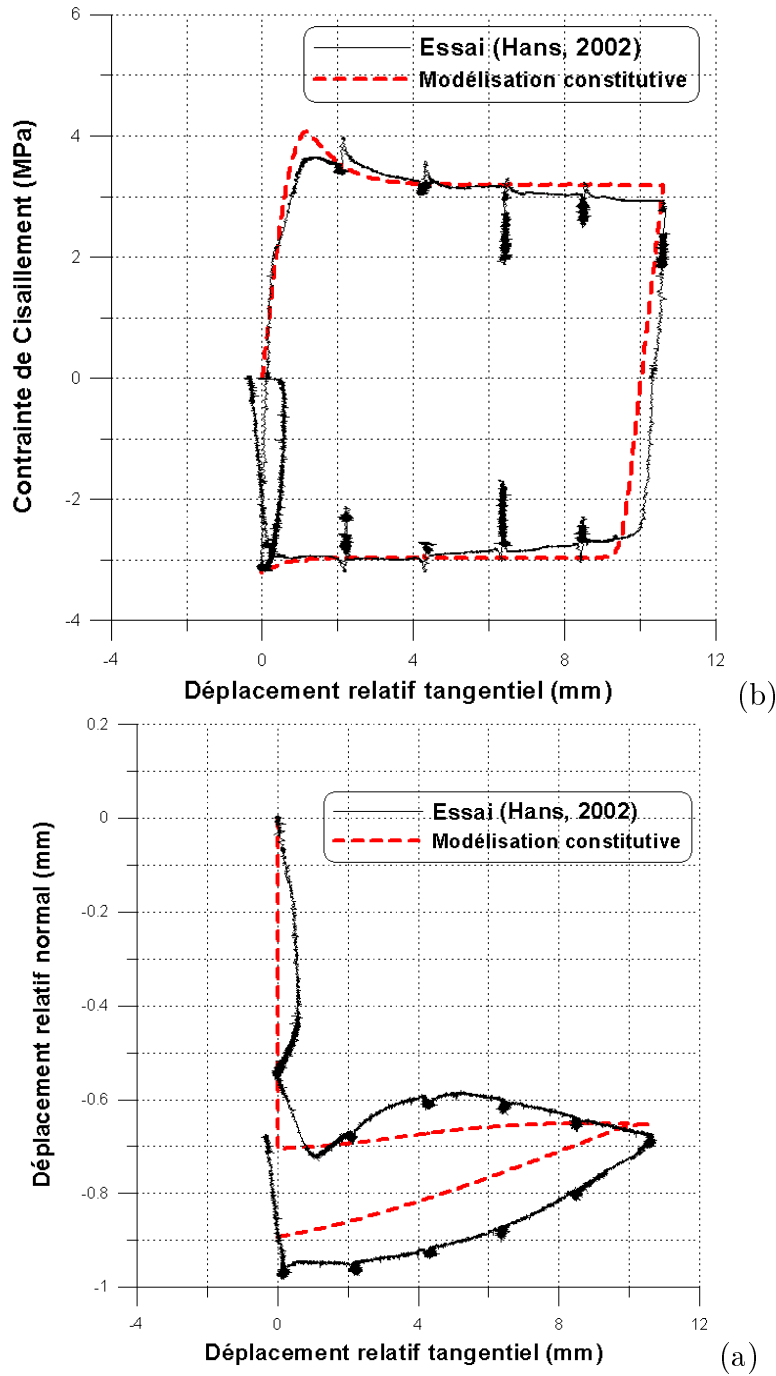 6
4
2
0
-2
-4
Contrainte de Cisaillement (MPa)
Essai (Hans, 2002)
Modélisation constitutive
-4
0
4
8
12
Déplacement relatif tangentiel (mm)
(b)
0.2
0
-0.2
-0.4
-0.6
-0.8
-1
Déplacement relatif normal (mm)
Essai (Hans, 2002)
Modélisation constitutive
-4
0
4
8
12
Déplacement relatif tangentiel (mm)
(a)